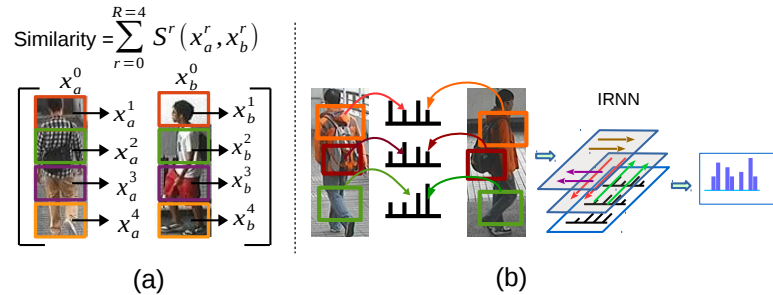 Similarity = \sum_{r=0}^{R=4} S^r (x_a^r, x_b^r)
x_a^0 x_b^0
x_a^1 x_b^1
x_a^2 x_b^2
x_a^3 x_b^3
x_a^4 x_b^4
(a)
IRNN
(b)